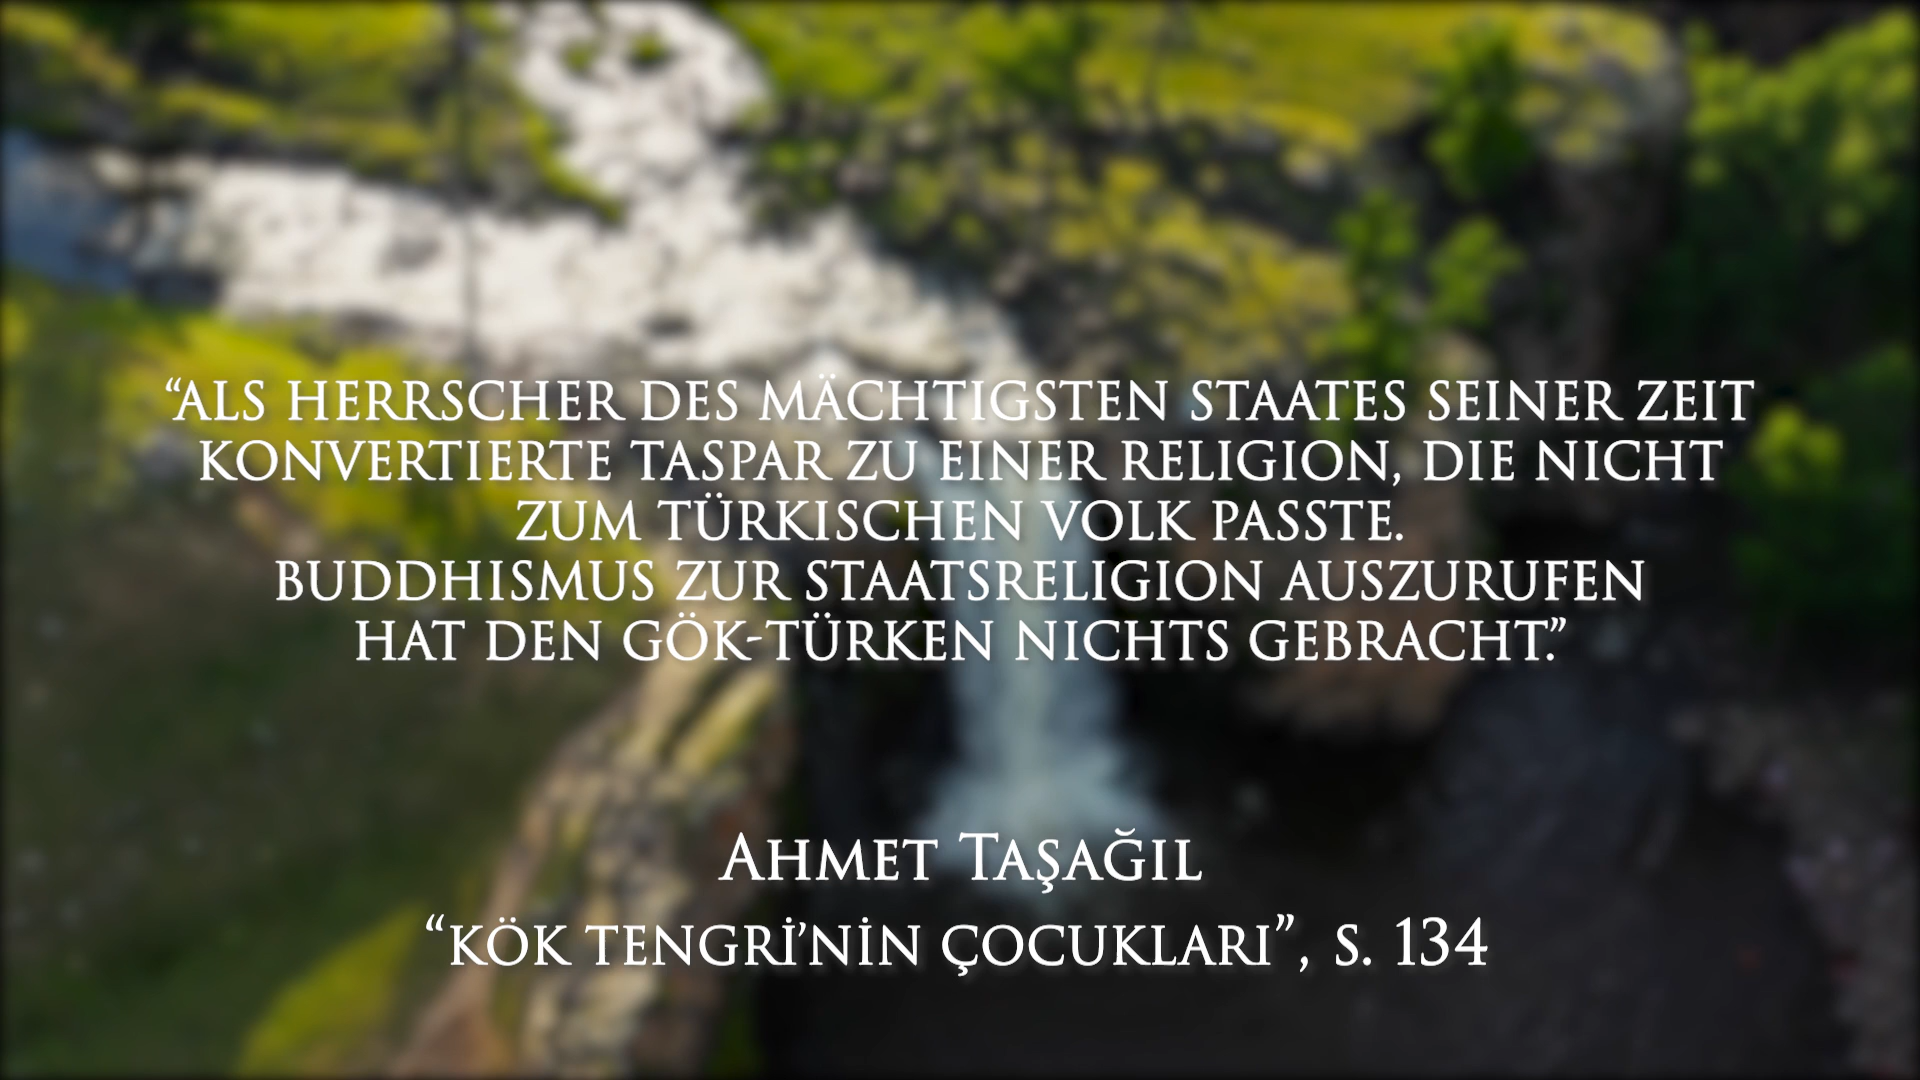 “ALS HERRSCHER DES MÄCHTIGSTEN STAATES SEINER ZEIT
KONVERTIERTE TASPAR ZU EINER RELIGION, DIE NICHT
ZUM TÜRKISCHEN VOLK PASSTE.
BUDDHISMUS ZUR STAATSRELIGION AUSZURUFEN
HAT DEN GÖK-TÜRKEN NICHTS GEBRACHT.”
AHMET TAŞAĞIL
“KÖK TENGRİ’NİN ÇOCUKLARI”, S. 134